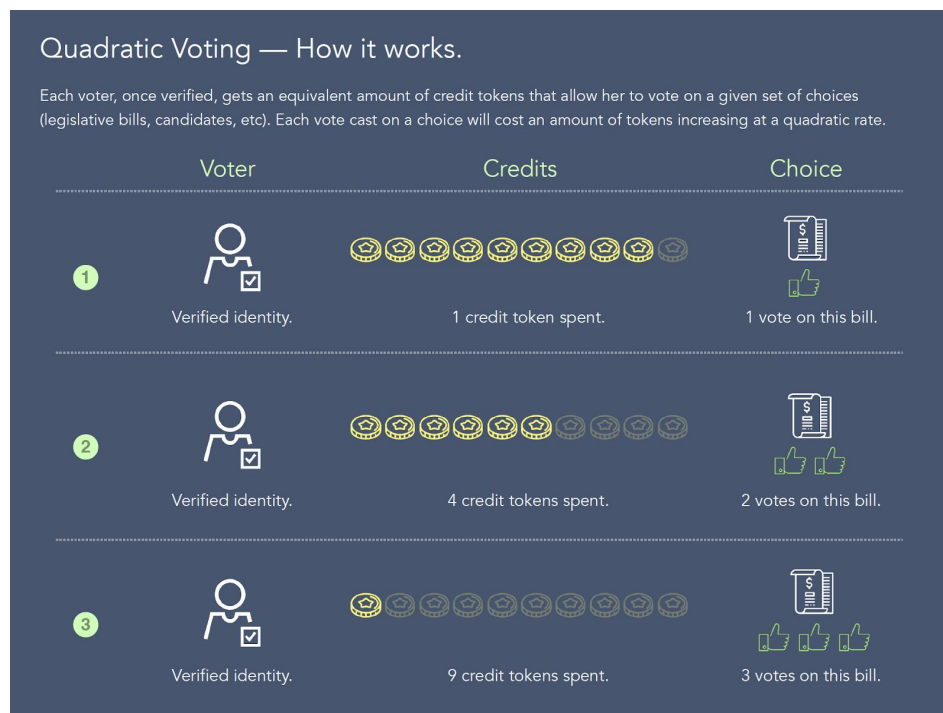 Quadratic Voting — How it works.
Each voter, once verified, gets an equivalent amount of credit tokens that allow her to vote on a given set of choices
(legislative bills, candidates, etc). Each vote cast on a choice will cost an amount of tokens increasing at a quadratic rate.
Voter Credits Choice
$
1
Verified identity. 1 credit token spent. 1 vote on this bill.
$
2
Verified identity. 4 credit tokens spent. 2 votes on this bill.
$
3
Verified identity. 9 credit tokens spent. 3 votes on this bill.